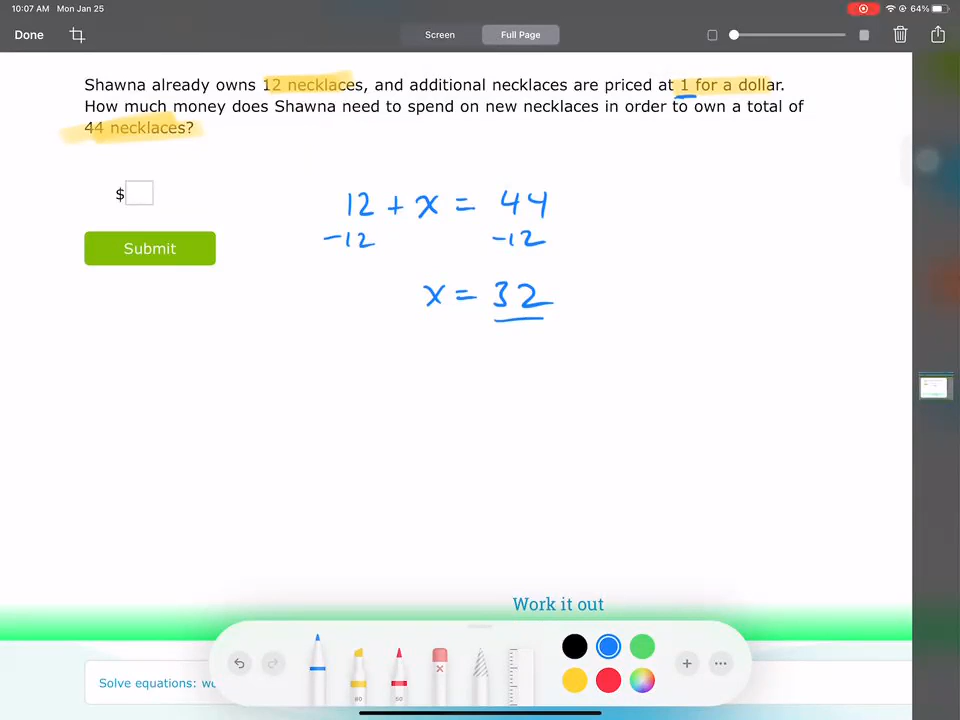 10:07 AM Mon Jan 25 64%
Done Screen Full Page
Shawna already owns 12 necklaces, and additional necklaces are priced at 1 for a dollar.
How much money does Shawna need to spend on new necklaces in order to own a total of
44 necklaces?
$
12 + x = 44
-12 -12
Submit
x = 32
Work it out
Solve equations: wo
80 50